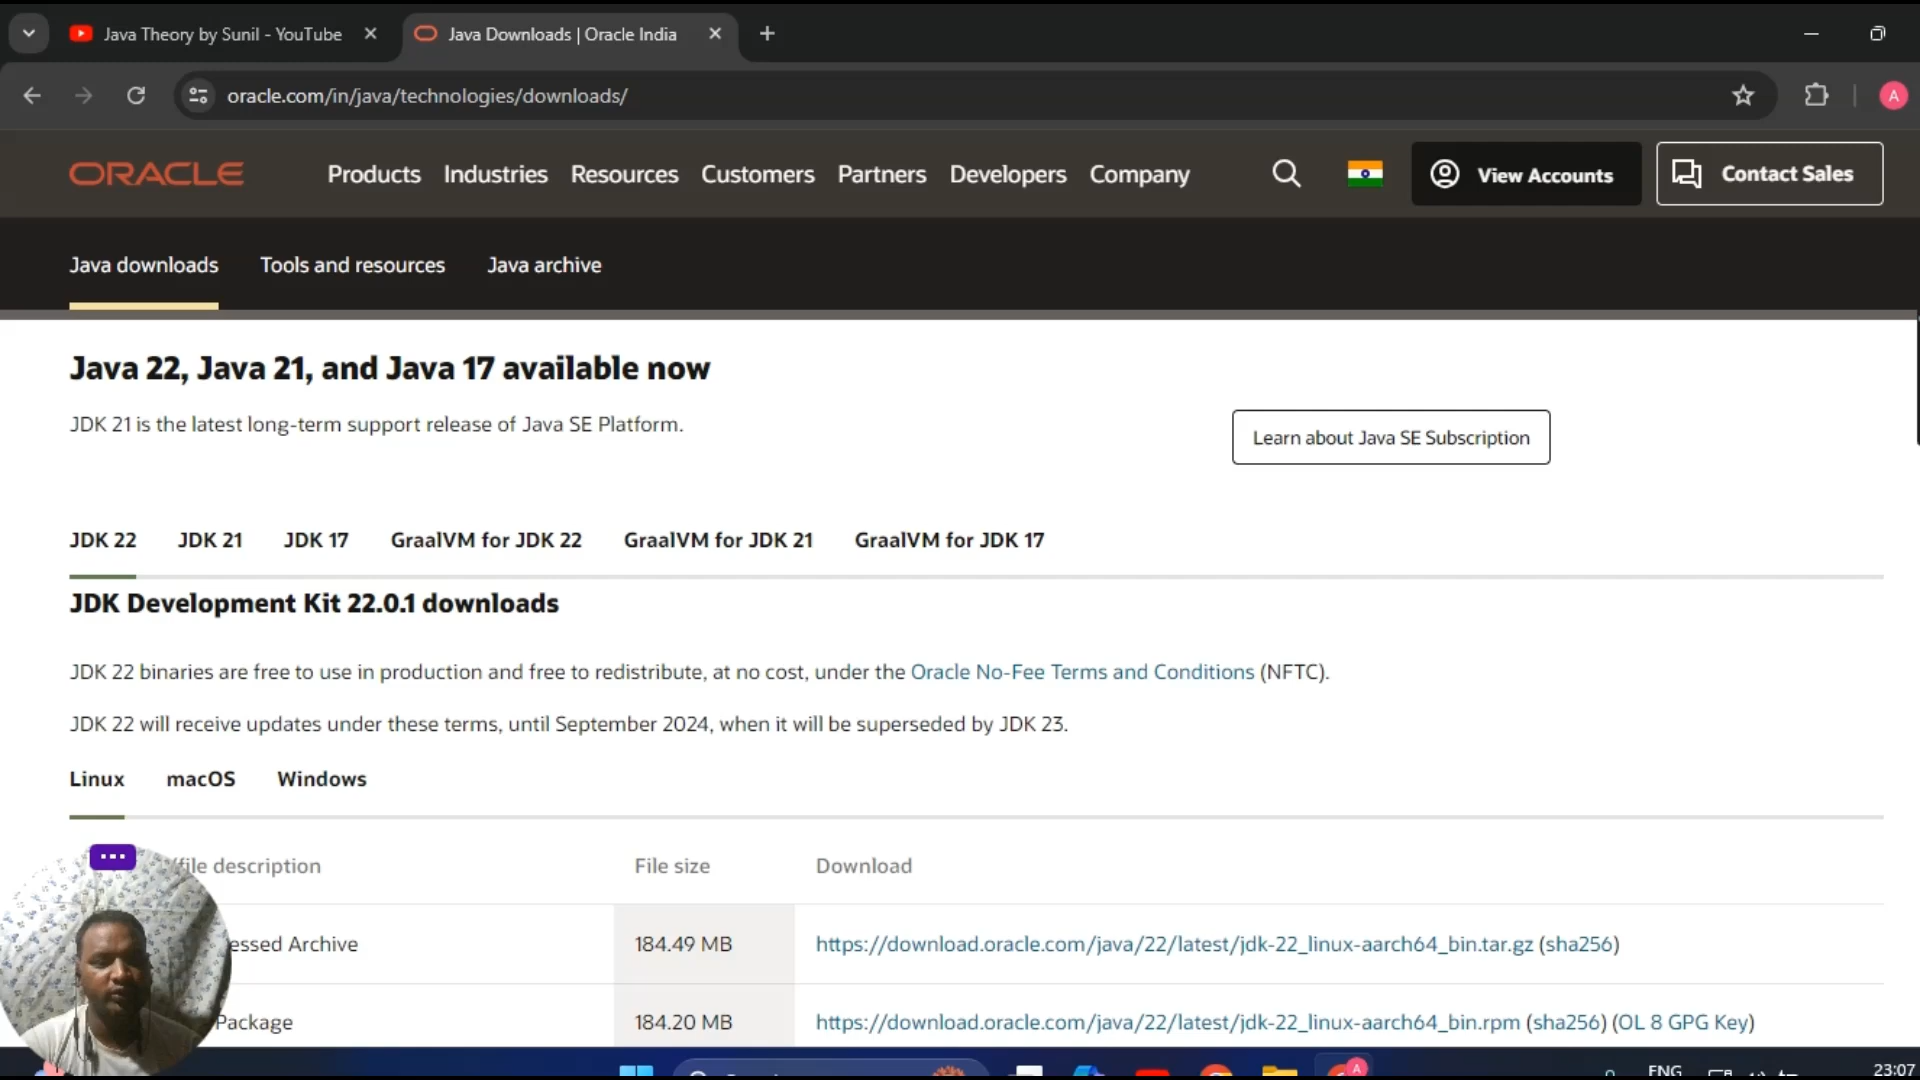 Java Theory by Sunil - YouTube
Java Downloads | Oracle India
oracle.com/in/java/technologies/downloads/
A
ORACLE
Products Industries Resources Customers Partners Developers Company
View Accounts
Contact Sales
Java downloads Tools and resources Java archive
Java 22, Java 21, and Java 17 available now
JDK 21 is the latest long-term support release of Java SE Platform.
Learn about Java SE Subscription
JDK 22 JDK 21 JDK 17 GraalVM for JDK 22 GraalVM for JDK 21 GraalVM for JDK 17
JDK Development Kit 22.0.1 downloads
JDK 22 binaries are free to use in production and free to redistribute, at no cost, under the Oracle No-Fee Terms and Conditions (NFTC).
JDK 22 will receive updates under these terms, until September 2024, when it will be superseded by JDK 23.
Linux macOS Windows
/file description File size Download
essed Archive 184.49 MB https://download.oracle.com/java/22/latest/jdk-22_linux-aarch64_bin.tar.gz (sha256)
Package 184.20 MB https://download.oracle.com/java/22/latest/jdk-22_linux-aarch64_bin.rpm (sha256) (OL 8 GPG Key)
A
ENG
23:07